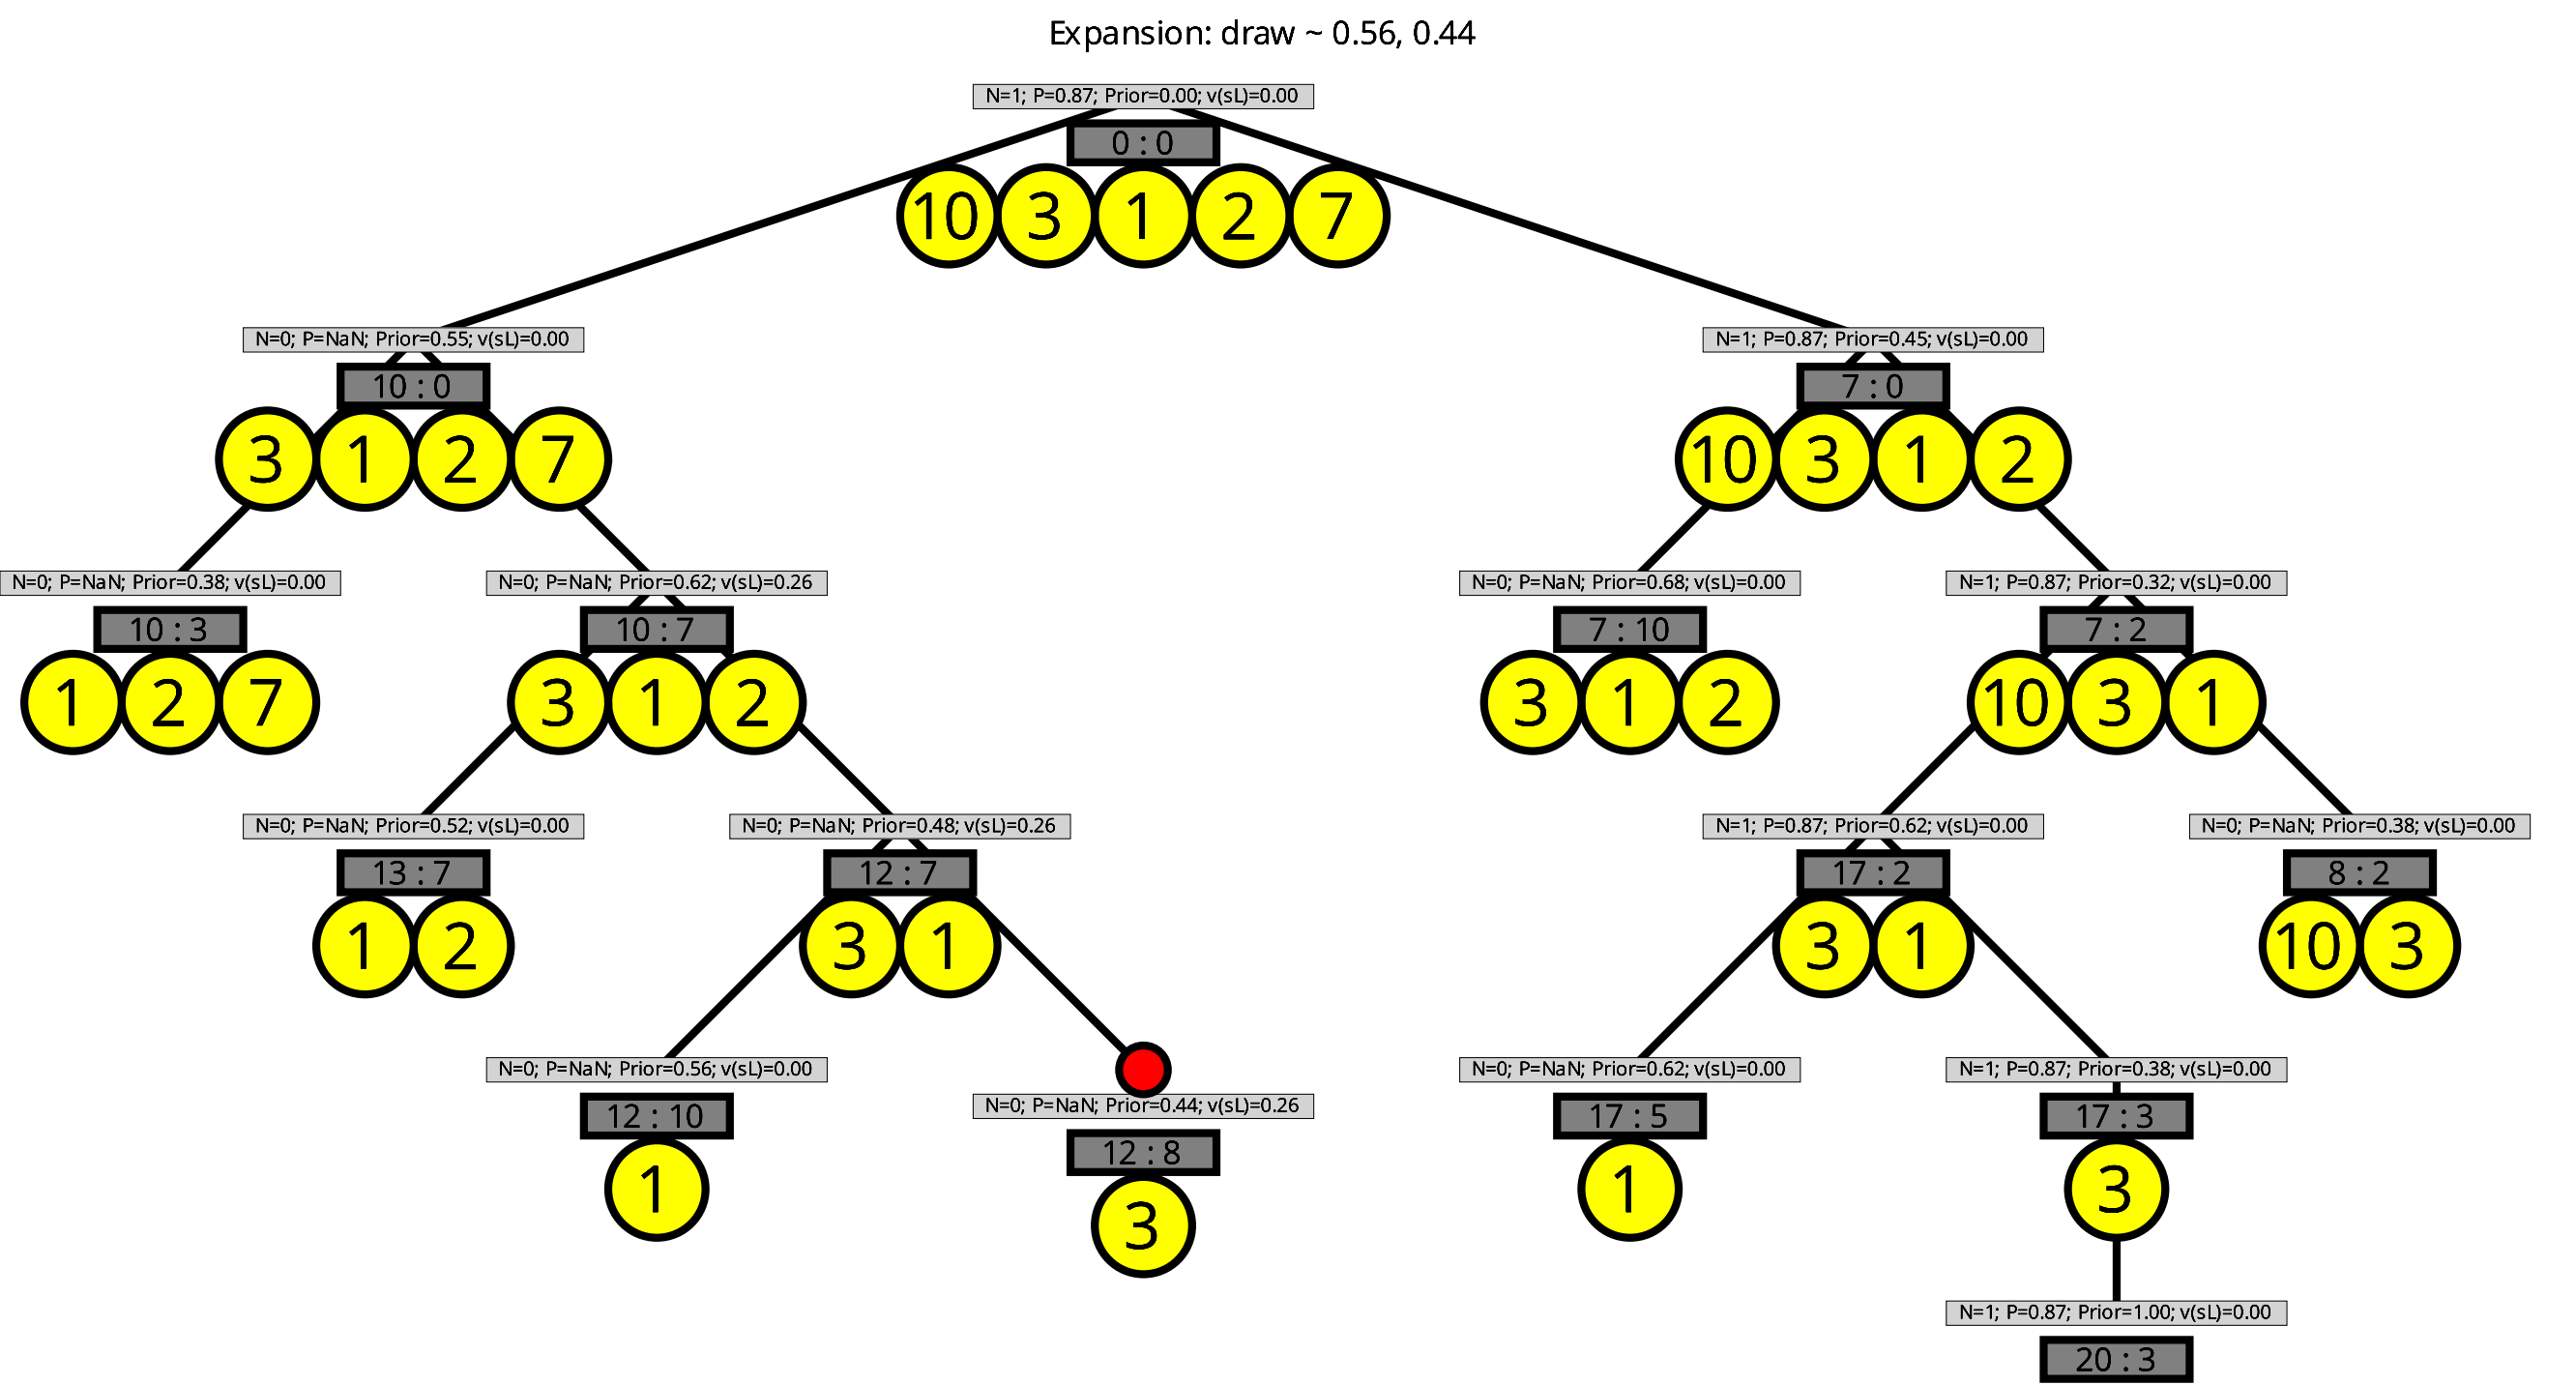 Expansion: draw ~ 0.56, 0.44
N=1; P=0.87; Prior=0.00; v(sL)=0.00
0 : 0
10 3 1 2 7
N=0; P=NaN; Prior=0.55; v(sL)=0.00
10 : 0
3 1 2 7
N=1; P=0.87; Prior=0.45; v(sL)=0.00
7 : 0
10 3 1 2
N=0; P=NaN; Prior=0.38; v(sL)=0.00
10 : 3
1 2 7
N=0; P=NaN; Prior=0.62; v(sL)=0.26
10 : 7
3 1 2
N=0; P=NaN; Prior=0.68; v(sL)=0.00
7 : 10
3 1 2
N=1; P=0.87; Prior=0.32; v(sL)=0.00
7 : 2
10 3 1
N=0; P=NaN; Prior=0.52; v(sL)=0.00
13 : 7
1 2
N=0; P=NaN; Prior=0.48; v(sL)=0.26
12 : 7
3 1
N=1; P=0.87; Prior=0.62; v(sL)=0.00
17 : 2
3 1
N=0; P=NaN; Prior=0.38; v(sL)=0.00
8 : 2
10 3
N=0; P=NaN; Prior=0.56; v(sL)=0.00
12 : 10
1
N=0; P=NaN; Prior=0.44; v(sL)=0.26
12 : 8
3
N=0; P=NaN; Prior=0.62; v(sL)=0.00
17 : 5
1
N=1; P=0.87; Prior=0.38; v(sL)=0.00
17 : 3
3
N=1; P=0.87; Prior=1.00; v(sL)=0.00
20 : 3